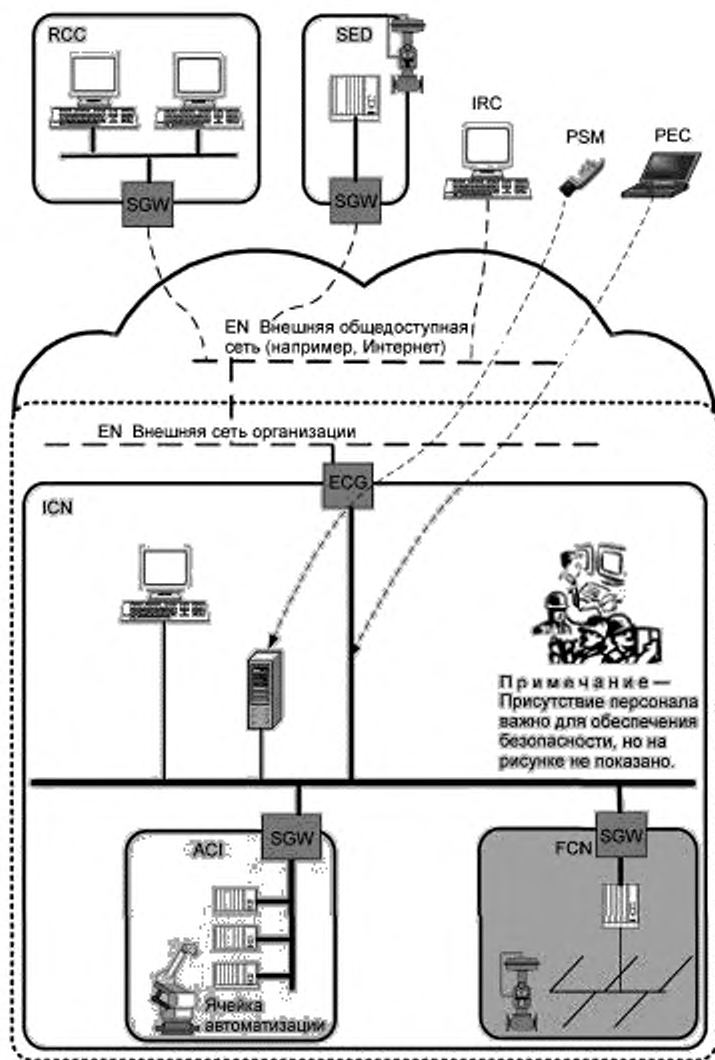 RCC
SED
IRC
PSM
PEC
SGW
SGW
EN Внешняя общедоступная
сеть (например, Интернет)
EN Внешняя сеть организации
ECG
ICN
Примечание —
Присутствие персонала
важно для обеспечения
безопасности, но на
рисунке не показано.
SGW
ACI
SGW
FCN
Ячейка
автоматизации